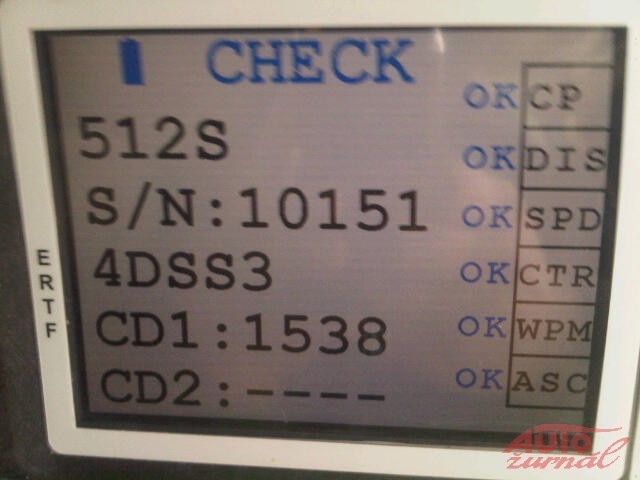 CHECK
512S
S/N:10151
4DSS3
CD1:1538
CD2:----
OK CP
OK DIS
OK SPD
OK CTR
OK WPM
OK ASC
ERTF
AUTO
žurnál